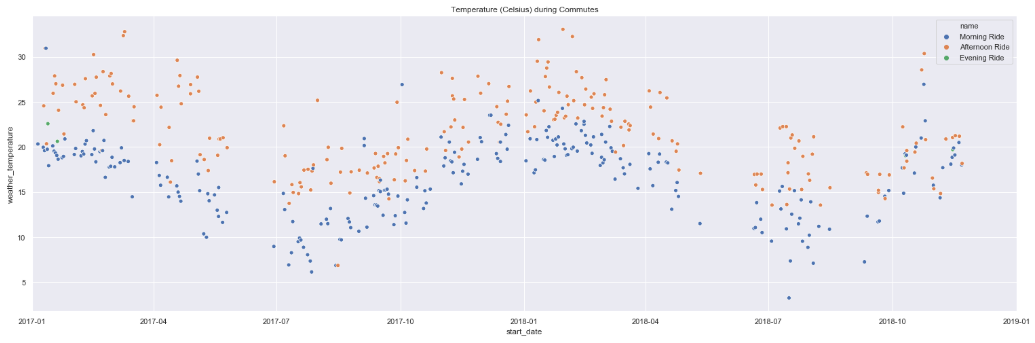 Temperature (Celsius) during Commutes
name
Morning Ride
Afternoon Ride
Evening Ride
30
25
20
15
10
5
weather_temperature
2017-01 2017-04 2017-07 2017-10 2018-01 2018-04 2018-07 2018-10 2019-01
start_date